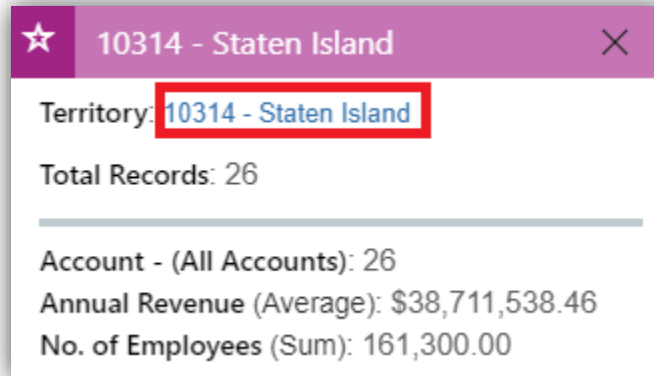 10314 - Staten Island
Territory: 10314 - Staten Island
Total Records: 26
Account - (All Accounts): 26
Annual Revenue (Average): $38,711,538.46
No. of Employees (Sum): 161,300.00